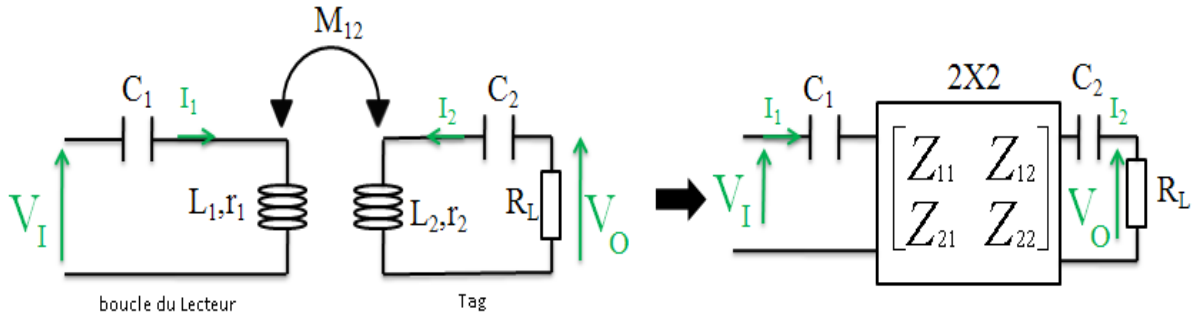 M12
C1
I1
C2
I2
VI
L1,r1
L2,r2
RL
VO
boucle du Lecteur
Tag
2X2
I1
C1
C2
I2
VI
Z11 Z12
Z21 Z22
VO
RL